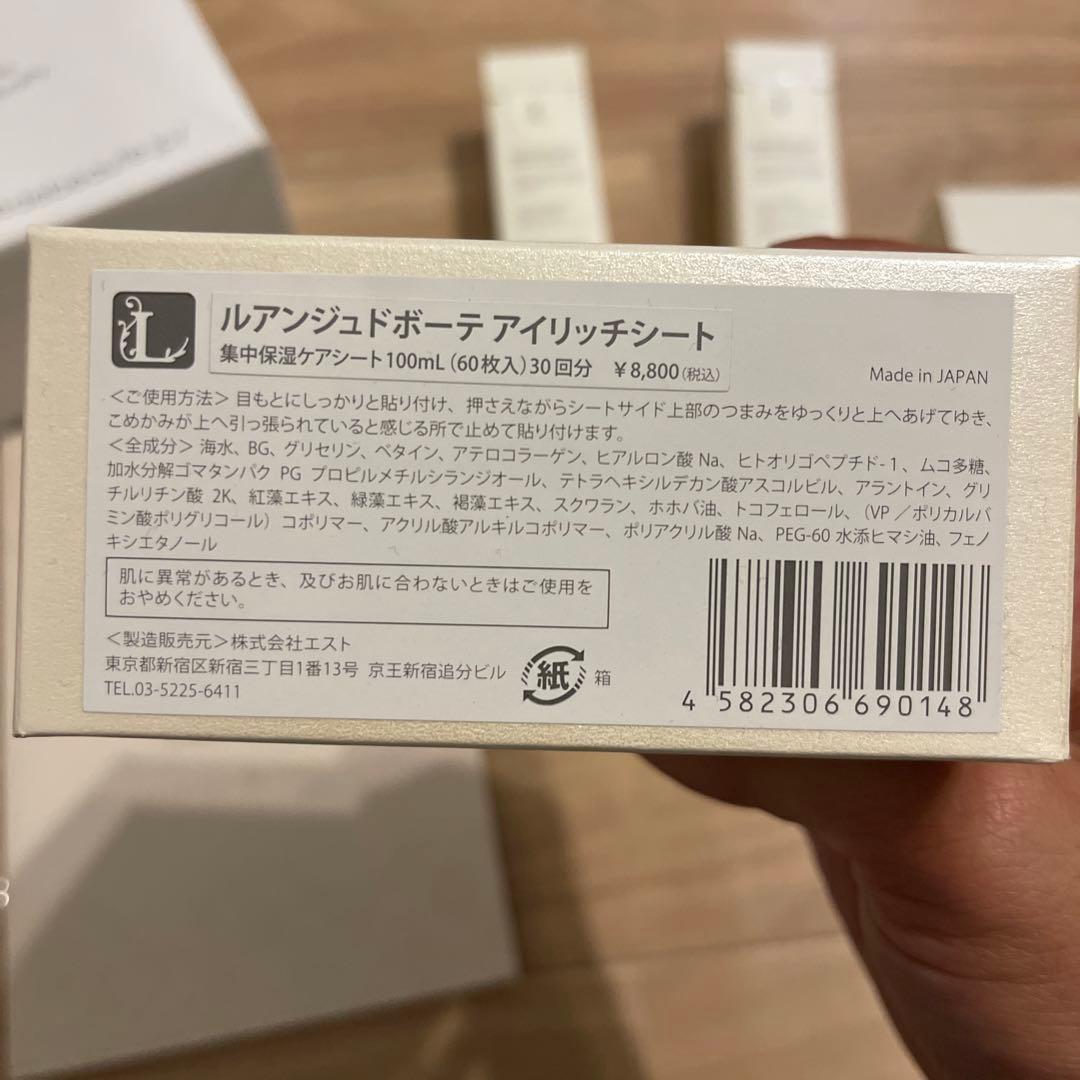 L
ルアンジュドボーテ アイリッチシート
集中保湿ケアシート100mL（60枚入）30回分　￥8,800（税込）
Made in JAPAN
＜ご使用方法＞目もとにしっかりと貼り付け、押さえながらシートサイド上部のつまみをゆっくりと上へあげてゆき、
こめかみが上へ引っ張られていると感じる所で止めて貼り付けます。
＜全成分＞海水、BG、グリセリン、ベタイン、アテロコラーゲン、ヒアルロン酸 Na、ヒトオリゴペプチド-1、ムコ多糖、
加水分解ゴマタンパク PG プロピルメチルシランジオール、テトラヘキシルデカン酸アスコルビル、アラントイン、グリ
チルリチン酸 2K、紅藻エキス、緑藻エキス、褐藻エキス、スクワラン、ホホバ油、トコフェロール、（VP／ポリカルバ
ミン酸ポリグリコール）コポリマー、アクリル酸アルキルコポリマー、ポリアクリル酸 Na、PEG-60 水添ヒマシ油、フェノ
キシエタノール
肌に異常があるとき、及びお肌に合わないときはご使用を
おやめください。
＜製造販売元＞株式会社エスト
東京都新宿区新宿三丁目1番13号 京王新宿追分ビル
TEL.03-5225-6411
紙 箱
4 582306 690148